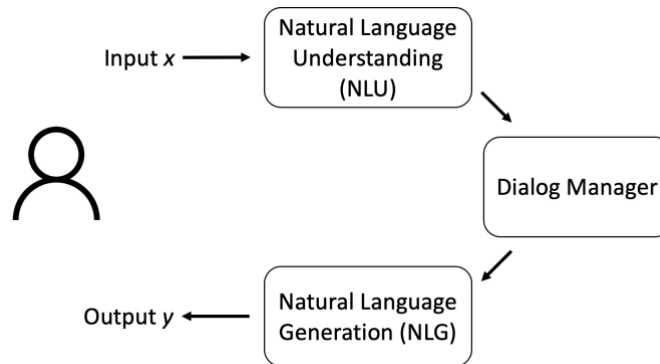 Input x
Natural Language
Understanding
(NLU)
Dialog Manager
Natural Language
Generation (NLG)
Output y